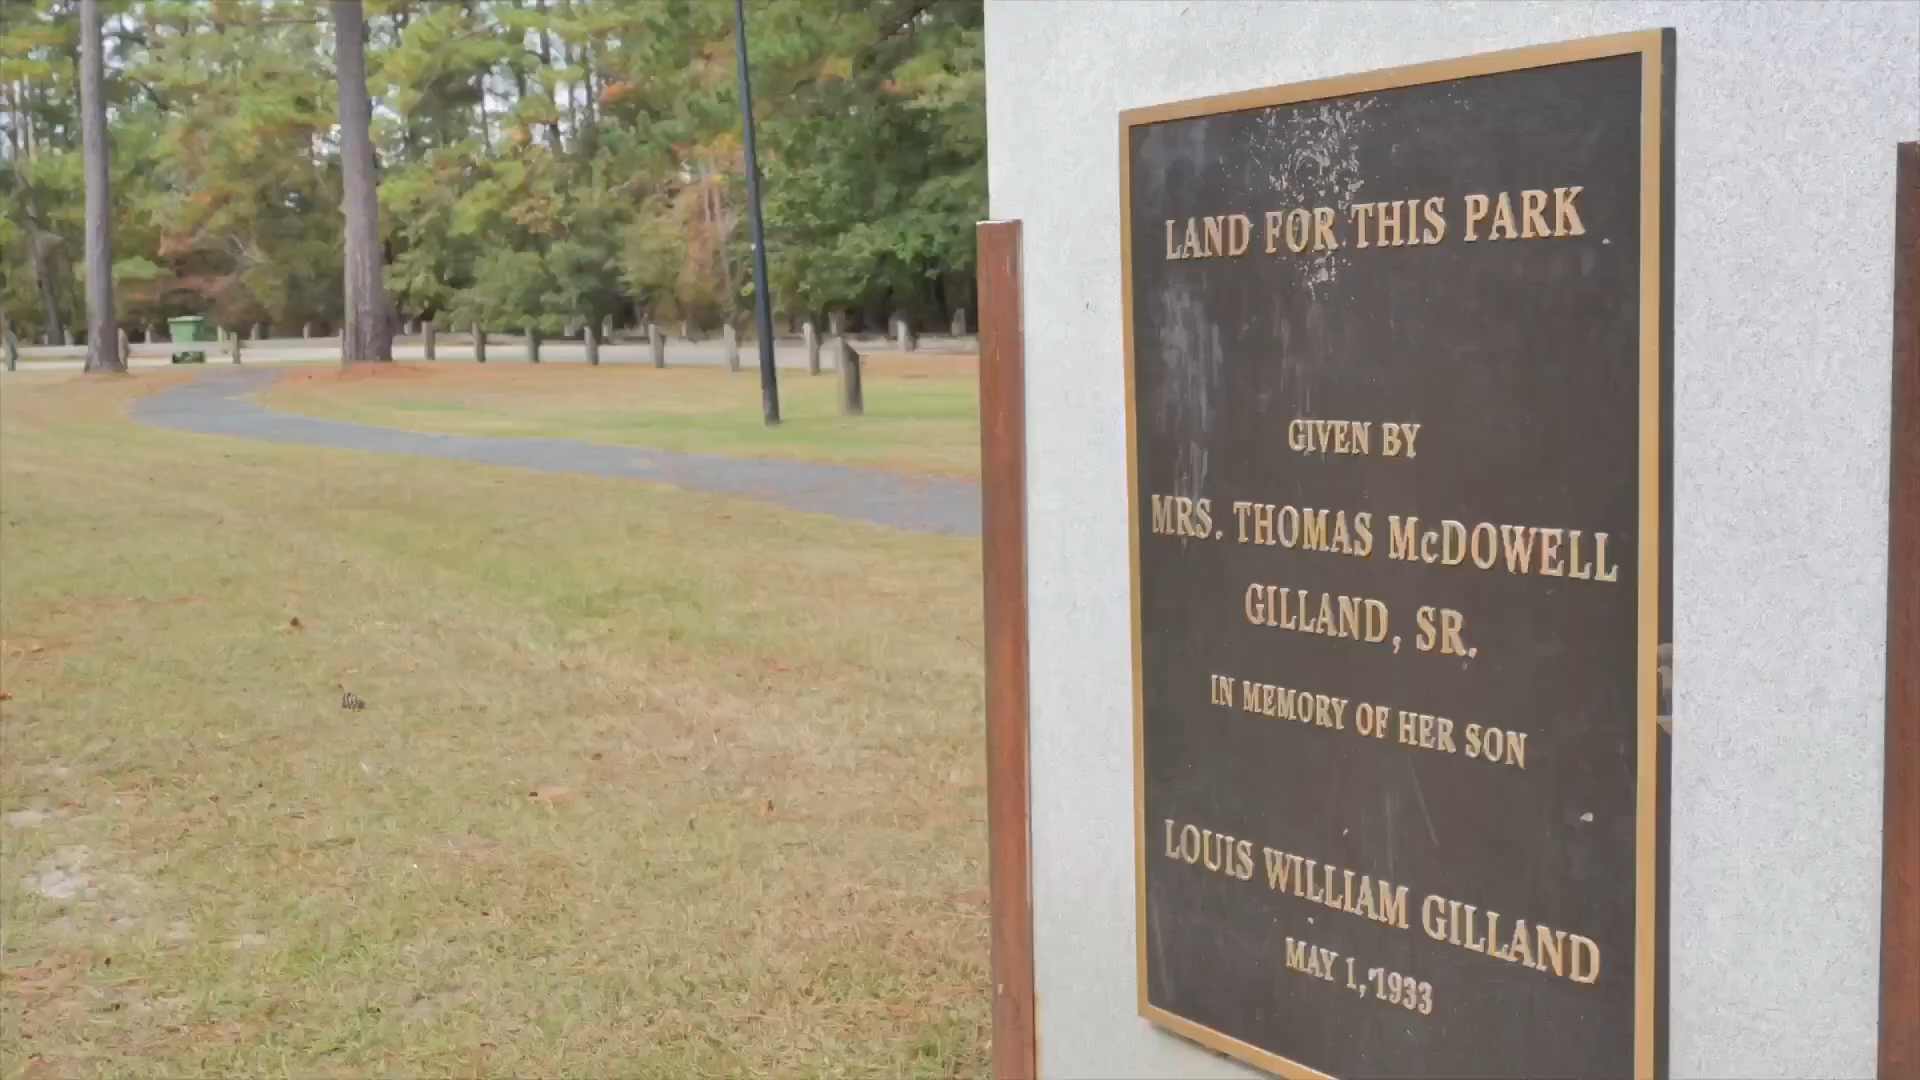 LAND FOR THIS PARK
GIVEN BY
MRS. THOMAS McDOWELL
GILLAND, SR.
IN MEMORY OF HER SON
LOUIS WILLIAM GILLAND
MAY 1, 1933